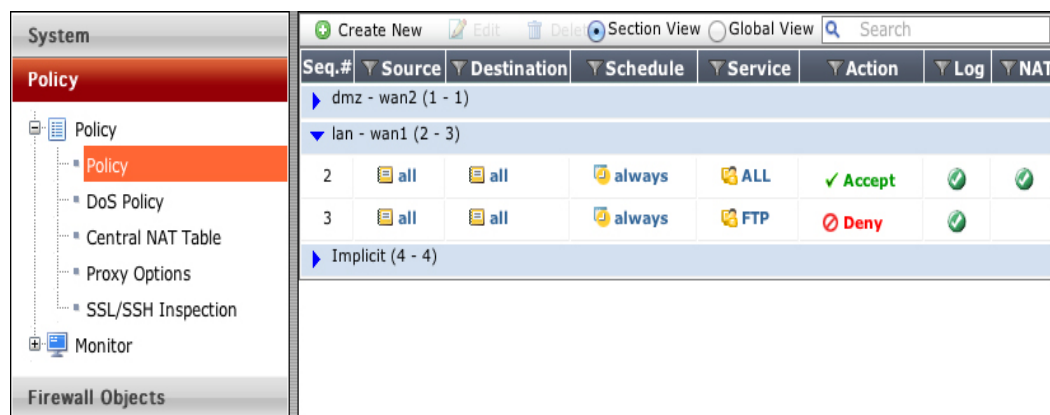 System
Policy
Policy
Policy
DoS Policy
Central NAT Table
Proxy Options
SSL/SSH Inspection
Monitor
Firewall Objects
Create New Edit Delet Section View Global View Search
Seq.# Source Destination Schedule Service Action Log NAT
dmz - wan2 (1 - 1)
lan - wan1 (2 - 3)
2 all all always ALL Accept
3 all all always FTP Deny
Implicit (4 - 4)